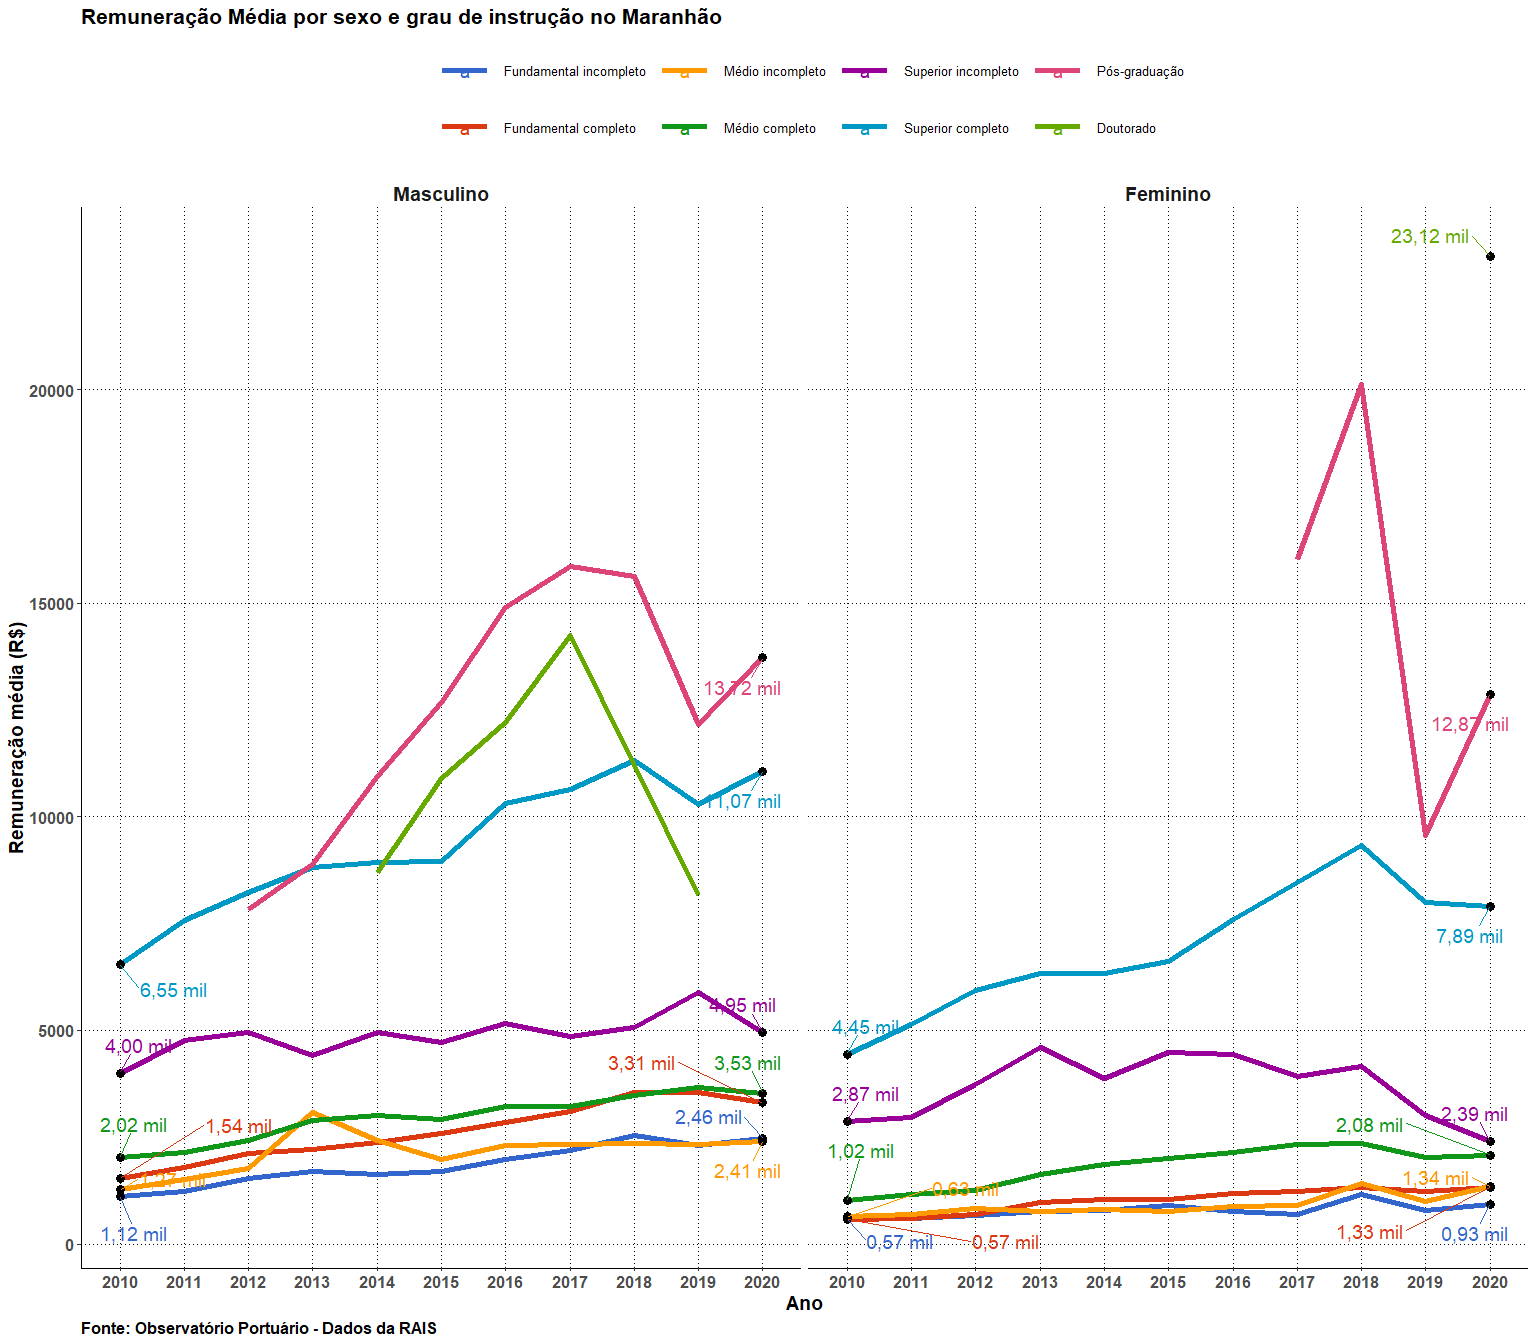 Remuneração Média por sexo e grau de instrução no Maranhão
Fundamental incompleto
Médio incompleto
Superior incompleto
Pós-graduação
Fundamental completo
Médio completo
Superior completo
Doutorado
Masculino
Feminino
Remuneração média (R$)
20000
15000
10000
5000
0
13,72 mil
11,07 mil
6,55 mil
4,00 mil
4,95 mil
3,31 mil
3,53 mil
2,02 mil
1,54 mil
2,46 mil
1,27 mil
2,41 mil
1,12 mil
23,12 mil
12,87 mil
7,89 mil
4,45 mil
2,87 mil
2,39 mil
1,02 mil
2,08 mil
0,63 mil
1,34 mil
0,57 mil
0,57 mil
1,33 mil
0,93 mil
2010 2011 2012 2013 2014 2015 2016 2017 2018 2019 2020
2010 2011 2012 2013 2014 2015 2016 2017 2018 2019 2020
Ano
Fonte: Observatório Portuário - Dados da RAIS